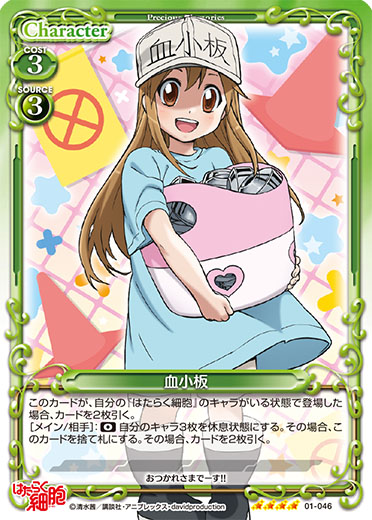 Precious Memories
Character
COST
3
SOURCE
3
血小板
血小板
このカードが、自分の『はたらく細胞』のキャラがいる状態で登場した
場合、カードを2枚引く。
[メイン/相手]:0 自分のキャラ3枚を休息状態にする。その場合、こ
のカードを捨て札にする。その場合、カードを2枚引く。
おつかれさまでーす!!
はたらく
細胞
©清水茜/講談社・アニプレックス・davidproduction
01-046